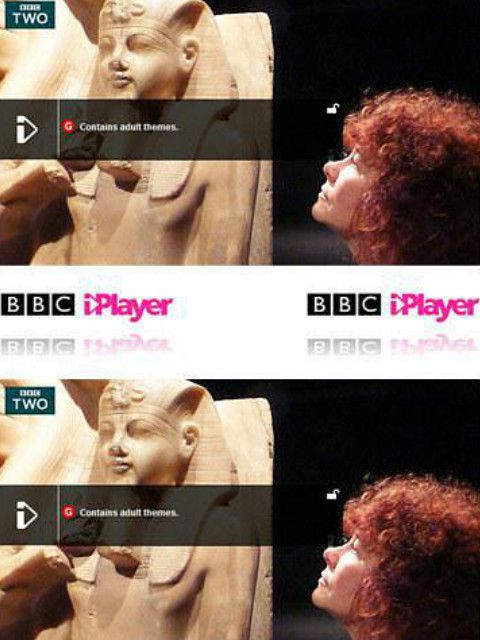 BBC
TWO
G Contains adult themes.
BBC iPlayer BBC iPlayer
BBC
TWO
G Contains adult themes.